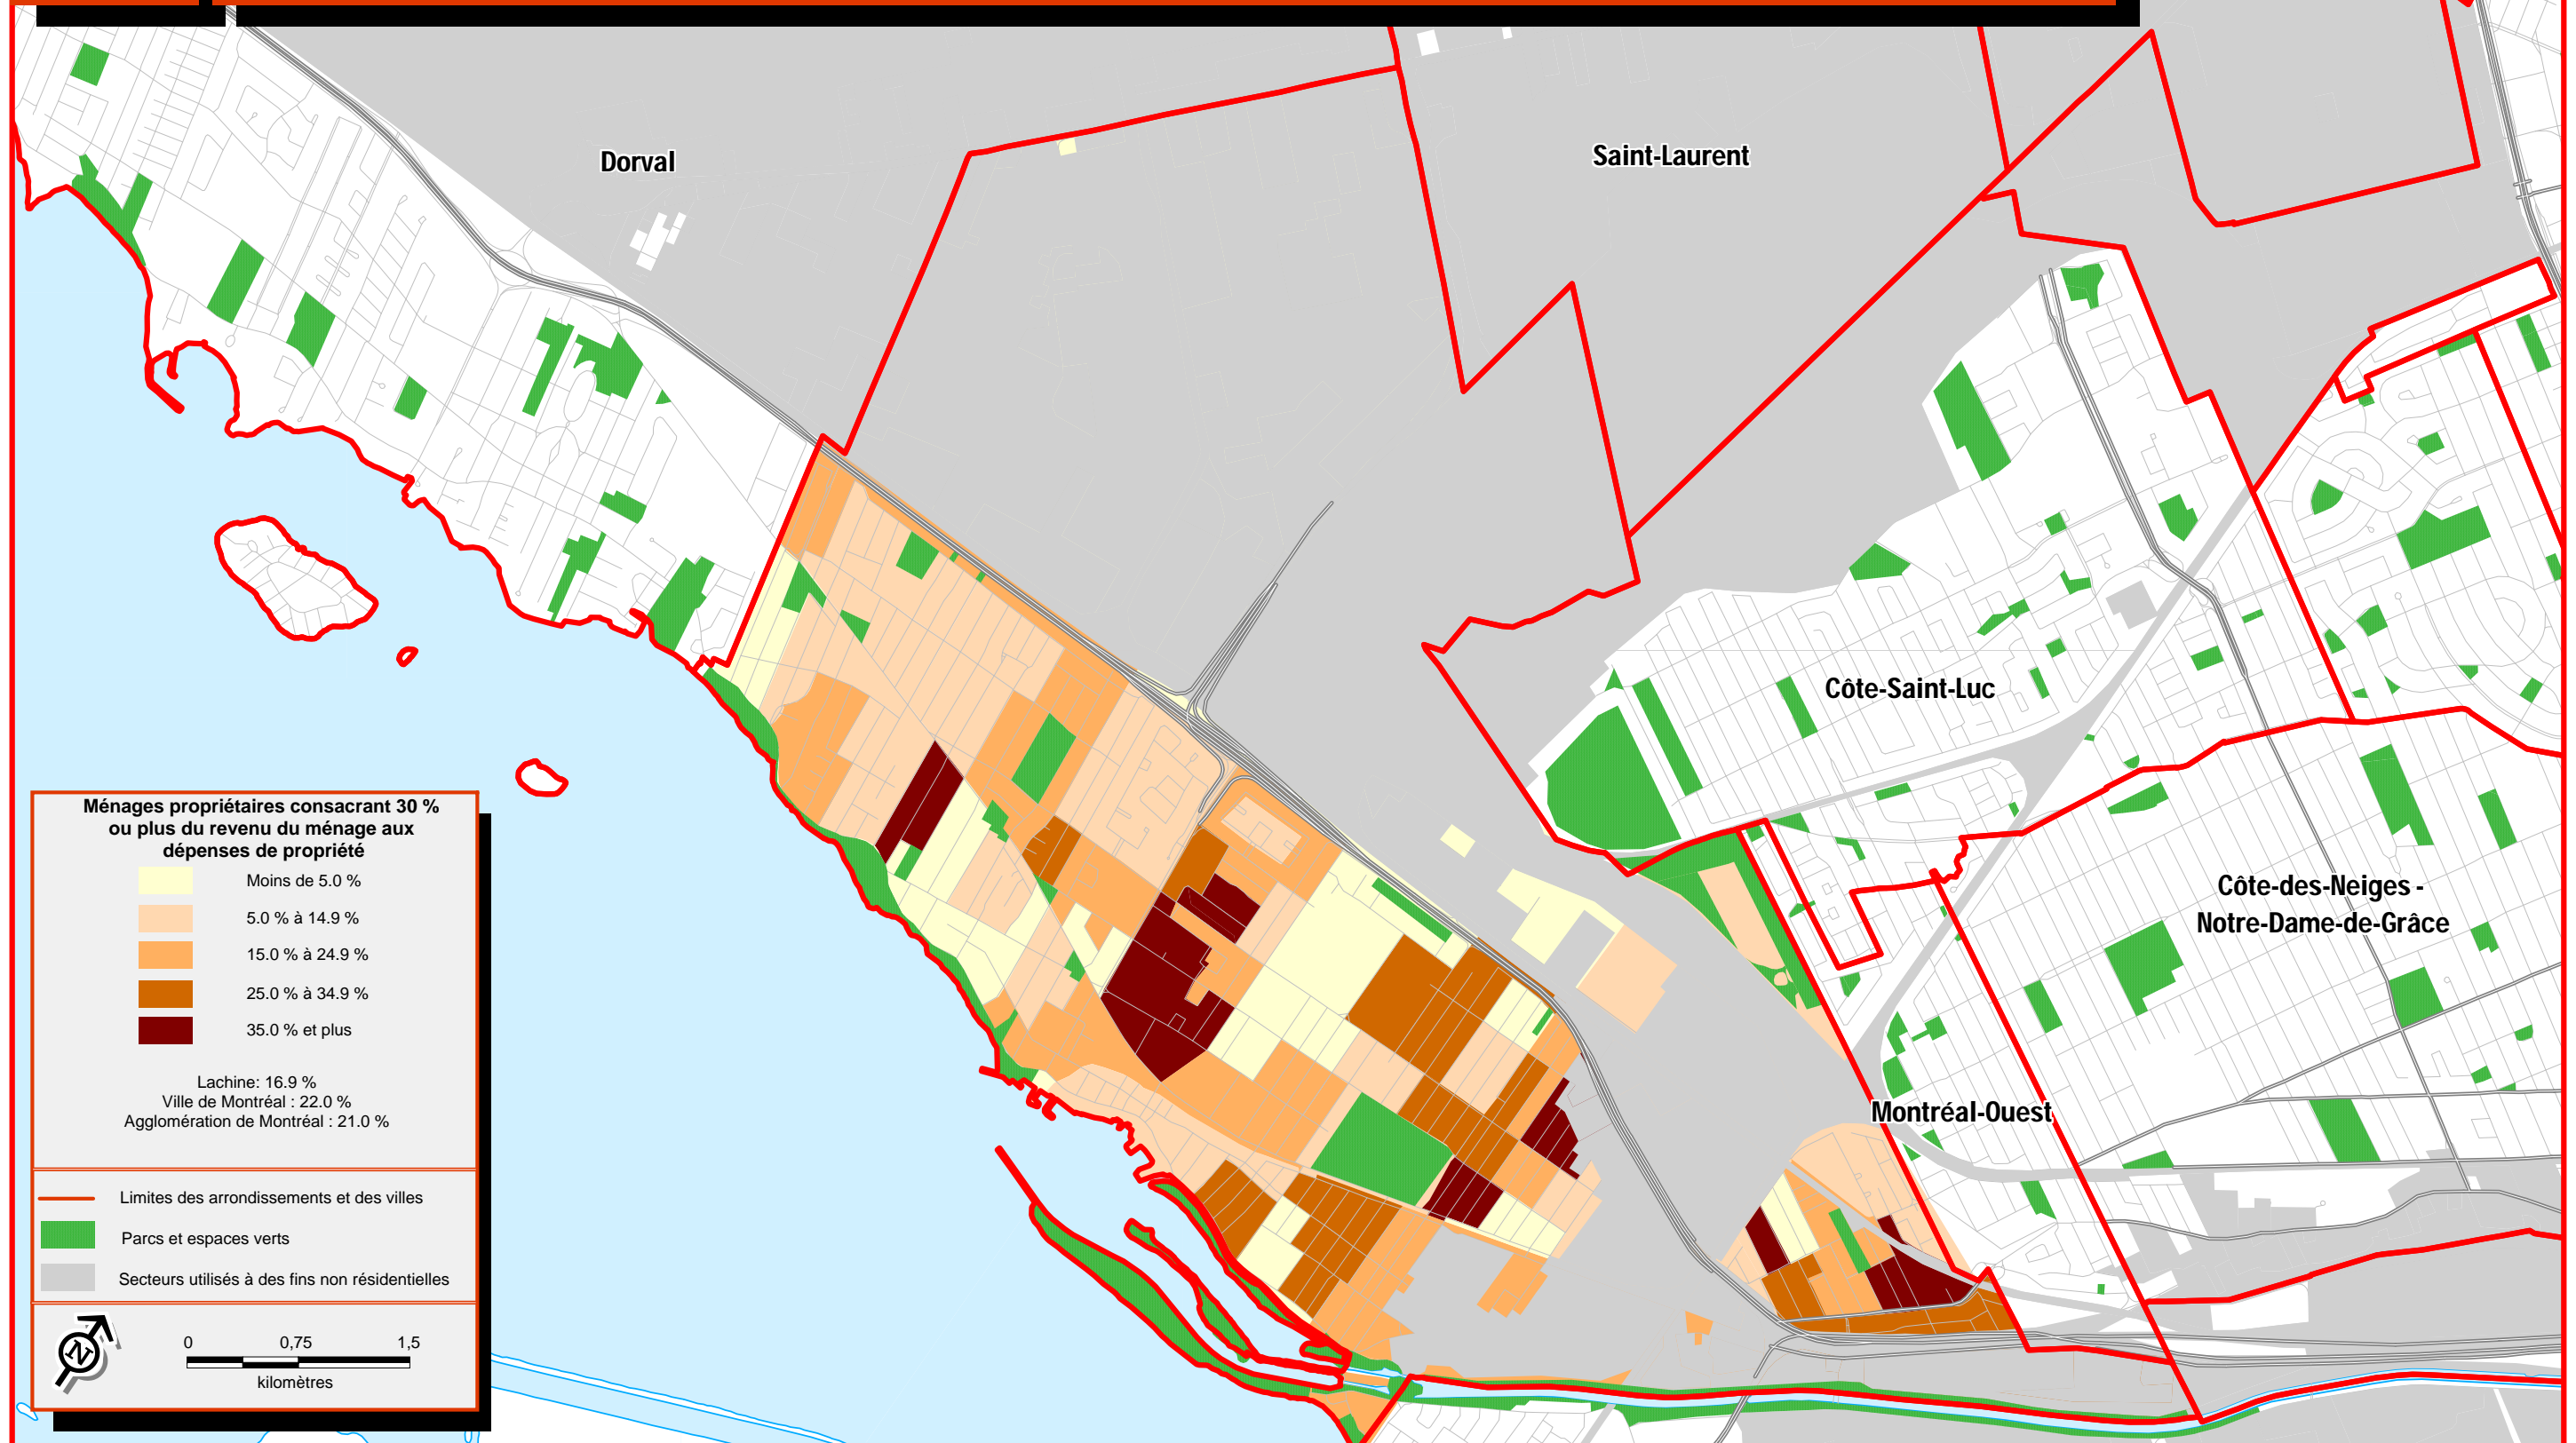 Dorval
Saint-Laurent
Côte-Saint-Luc
Côte-des-Neiges -
Notre-Dame-de-Grâce
Montréal-Ouest
Ménages propriétaires consacrant 30 %
ou plus du revenu du ménage aux
dépenses de propriété
Moins de 5.0 %
5.0 % à 14.9 %
15.0 % à 24.9 %
25.0 % à 34.9 %
35.0 % et plus
Lachine: 16.9 %
Ville de Montréal : 22.0 %
Agglomération de Montréal : 21.0 %
Limites des arrondissements et des villes
Parcs et espaces verts
Secteurs utilisés à des fins non résidentielles
N
0 0,75 1,5
kilomètres